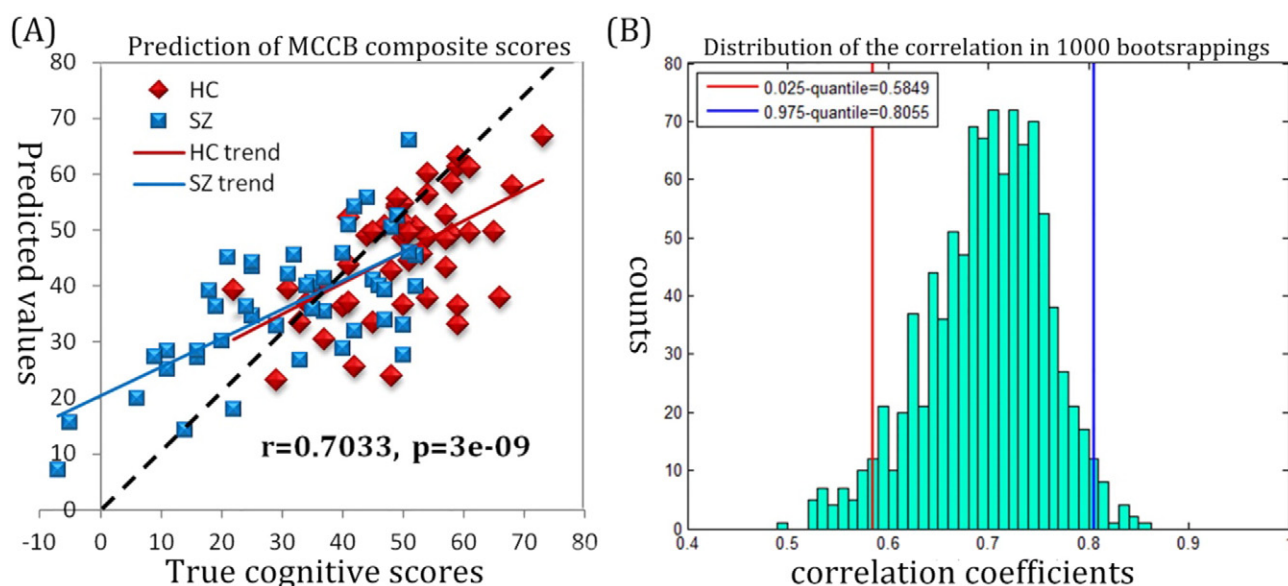 (A)
Prediction of MCCB composite scores
80
70
60
50
40
30
20
10
0
-10 0 10 20 30 40 50 60 70 80
HC
SZ
HC trend
SZ trend
r=0.7033, p=3e-09
Predicted values
True cognitive scores
(B)
Distribution of the correlation in 1000 bootsrappings
80
70
60
50
40
30
20
10
0
0.4 0.5 0.6 0.7 0.8 0.9
0.025-quantile=0.5849
0.975-quantile=0.8055
counts
correlation coefficients